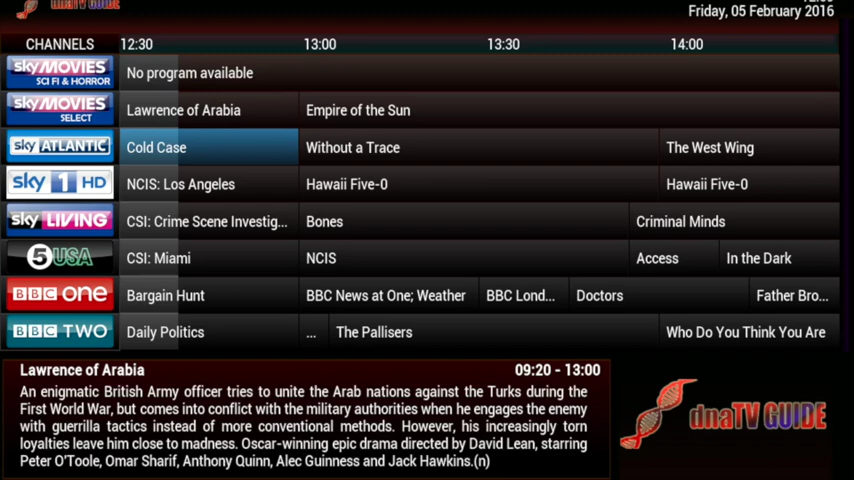 dnaTV GUIDE
Friday, 05 February 2016
CHANNELS 12:30 13:00 13:30 14:00
sky MOVIES SCI FI & HORROR No program available
sky MOVIES SELECT Lawrence of Arabia Empire of the Sun
sky ATLANTIC Cold Case Without a Trace The West Wing
sky 1 HD NCIS: Los Angeles Hawaii Five-0 Hawaii Five-0
sky LIVING CSI: Crime Scene Investig... Bones Criminal Minds
5 USA CSI: Miami NCIS Access In the Dark
BBC ONE Bargain Hunt BBC News at One; Weather BBC Lond... Doctors Father Bro...
BBC TWO Daily Politics ... The Pallisers Who Do You Think You Are
Lawrence of Arabia 09:20 - 13:00
An enigmatic British Army officer tries to unite the Arab nations against the Turks during the
First World War, but comes into conflict with the military authorities when he engages the enemy
with guerrilla tactics instead of more conventional methods. However, his increasingly torn
loyalties leave him close to madness. Oscar-winning epic drama directed by David Lean, starring
Peter O'Toole, Omar Sharif, Anthony Quinn, Alec Guinness and Jack Hawkins.(n)
dnaTV GUIDE